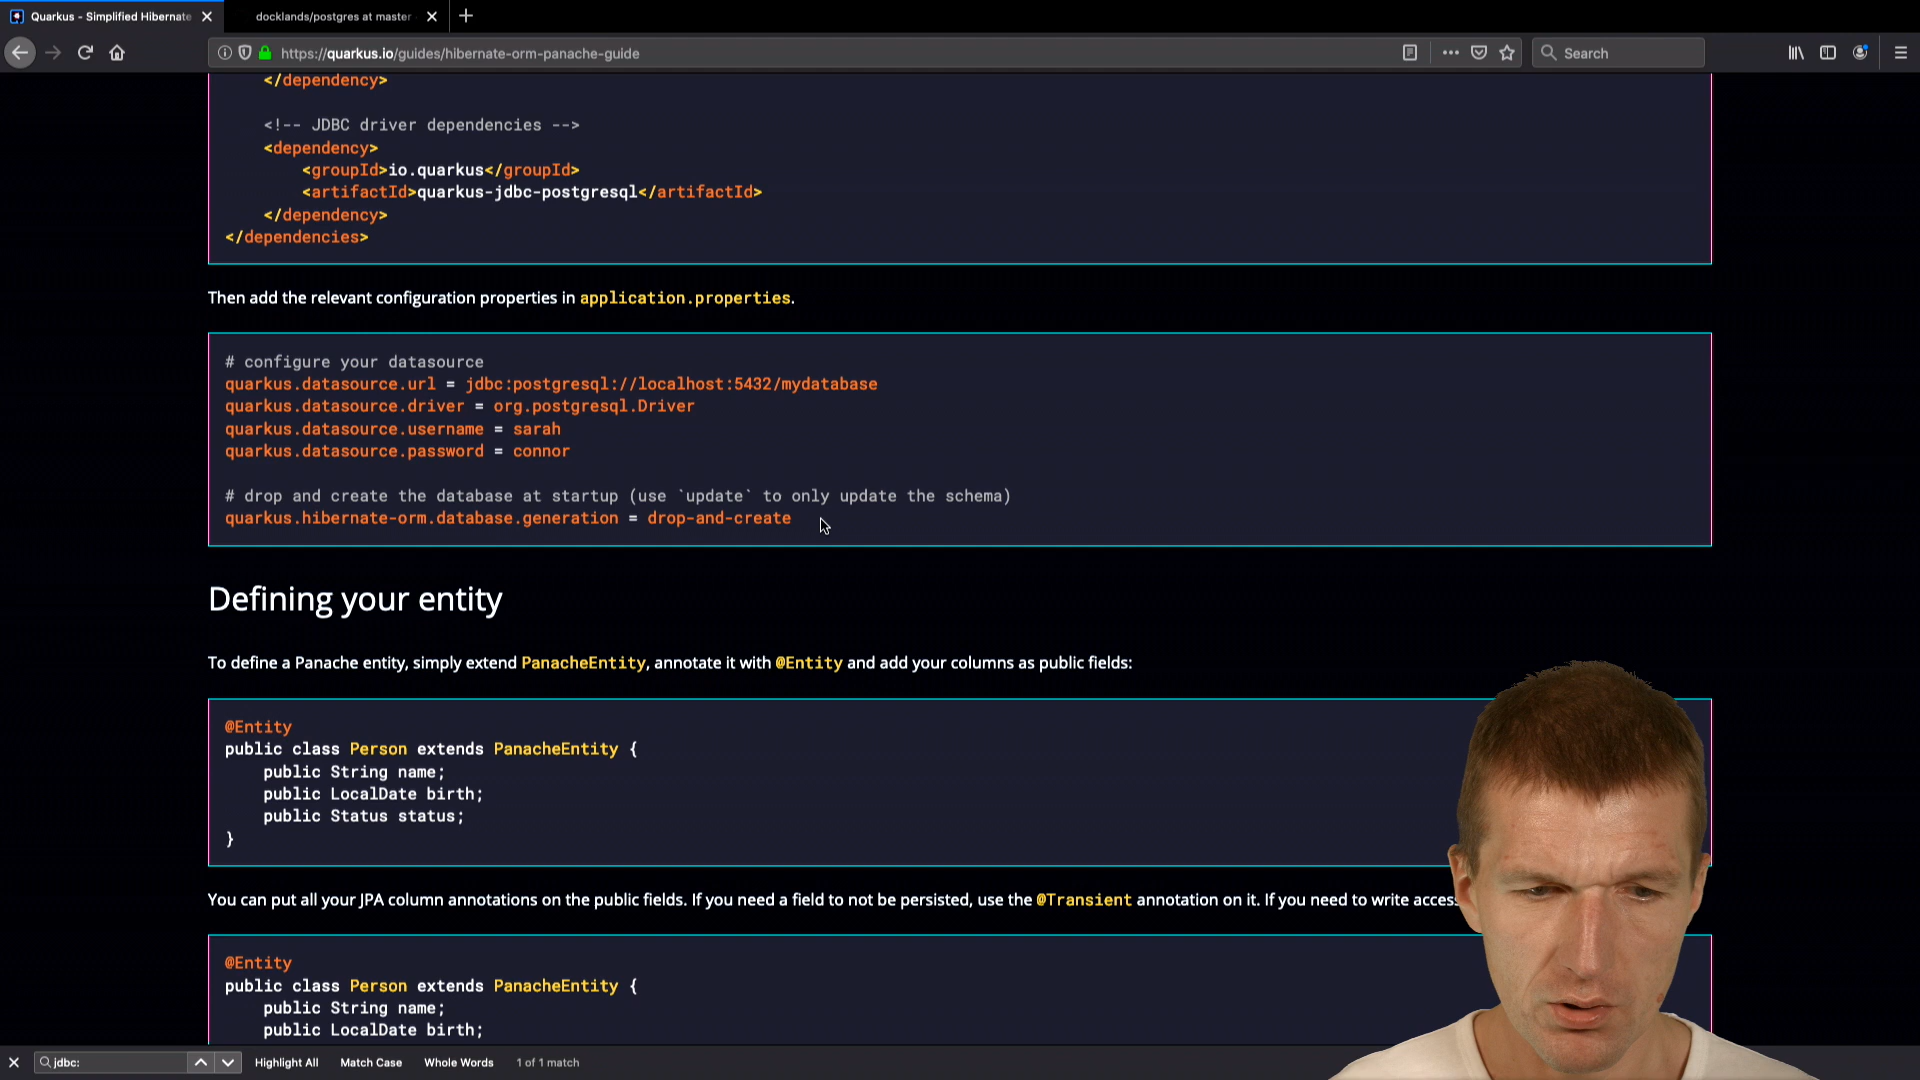 Quarkus - Simplified Hibernate
docklands/postgres at master
https://quarkus.io/guides/hibernate-orm-panache-guide
Search
</dependency>
<!-- JDBC driver dependencies -->
<dependency>
<groupId>io.quarkus</groupId>
<artifactId>quarkus-jdbc-postgresql</artifactId>
</dependency>
</dependencies>
Then add the relevant configuration properties in application.properties.
# configure your datasource
quarkus.datasource.url = jdbc:postgresql://localhost:5432/mydatabase
quarkus.datasource.driver = org.postgresql.Driver
quarkus.datasource.username = sarah
quarkus.datasource.password = connor
# drop and create the database at startup (use `update` to only update the schema)
quarkus.hibernate-orm.database.generation = drop-and-create
Defining your entity
To define a Panache entity, simply extend PanacheEntity, annotate it with @Entity and add your columns as public fields:
@Entity
public class Person extends PanacheEntity {
public String name;
public LocalDate birth;
public Status status;
}
You can put all your JPA column annotations on the public fields. If you need a field to not be persisted, use the @Transient annotation on it. If you need to write acces
@Entity
public class Person extends PanacheEntity {
public String name;
public LocalDate birth;
jdbc:
Highlight All
Match Case
Whole Words
1 of 1 match